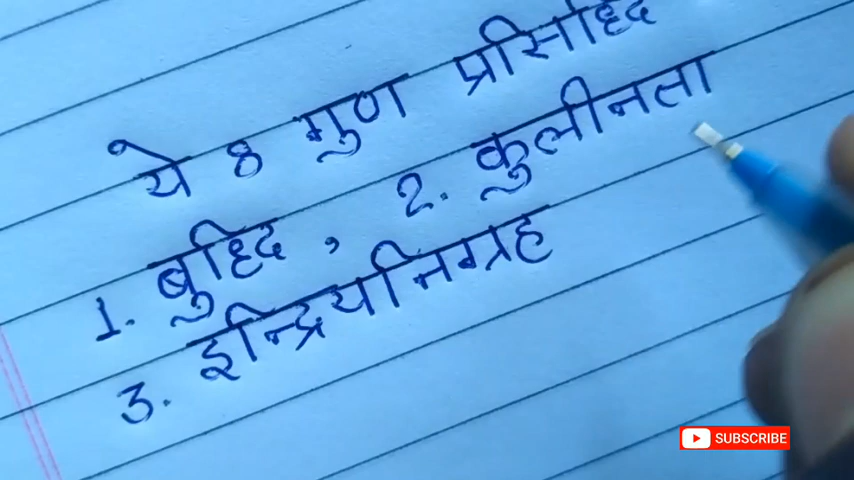 ये 8 गुण प्रसिद्धि
1. बुद्धि, 2. कुलीनता
3. इन्द्रियनिग्रह
SUBSCRIBE